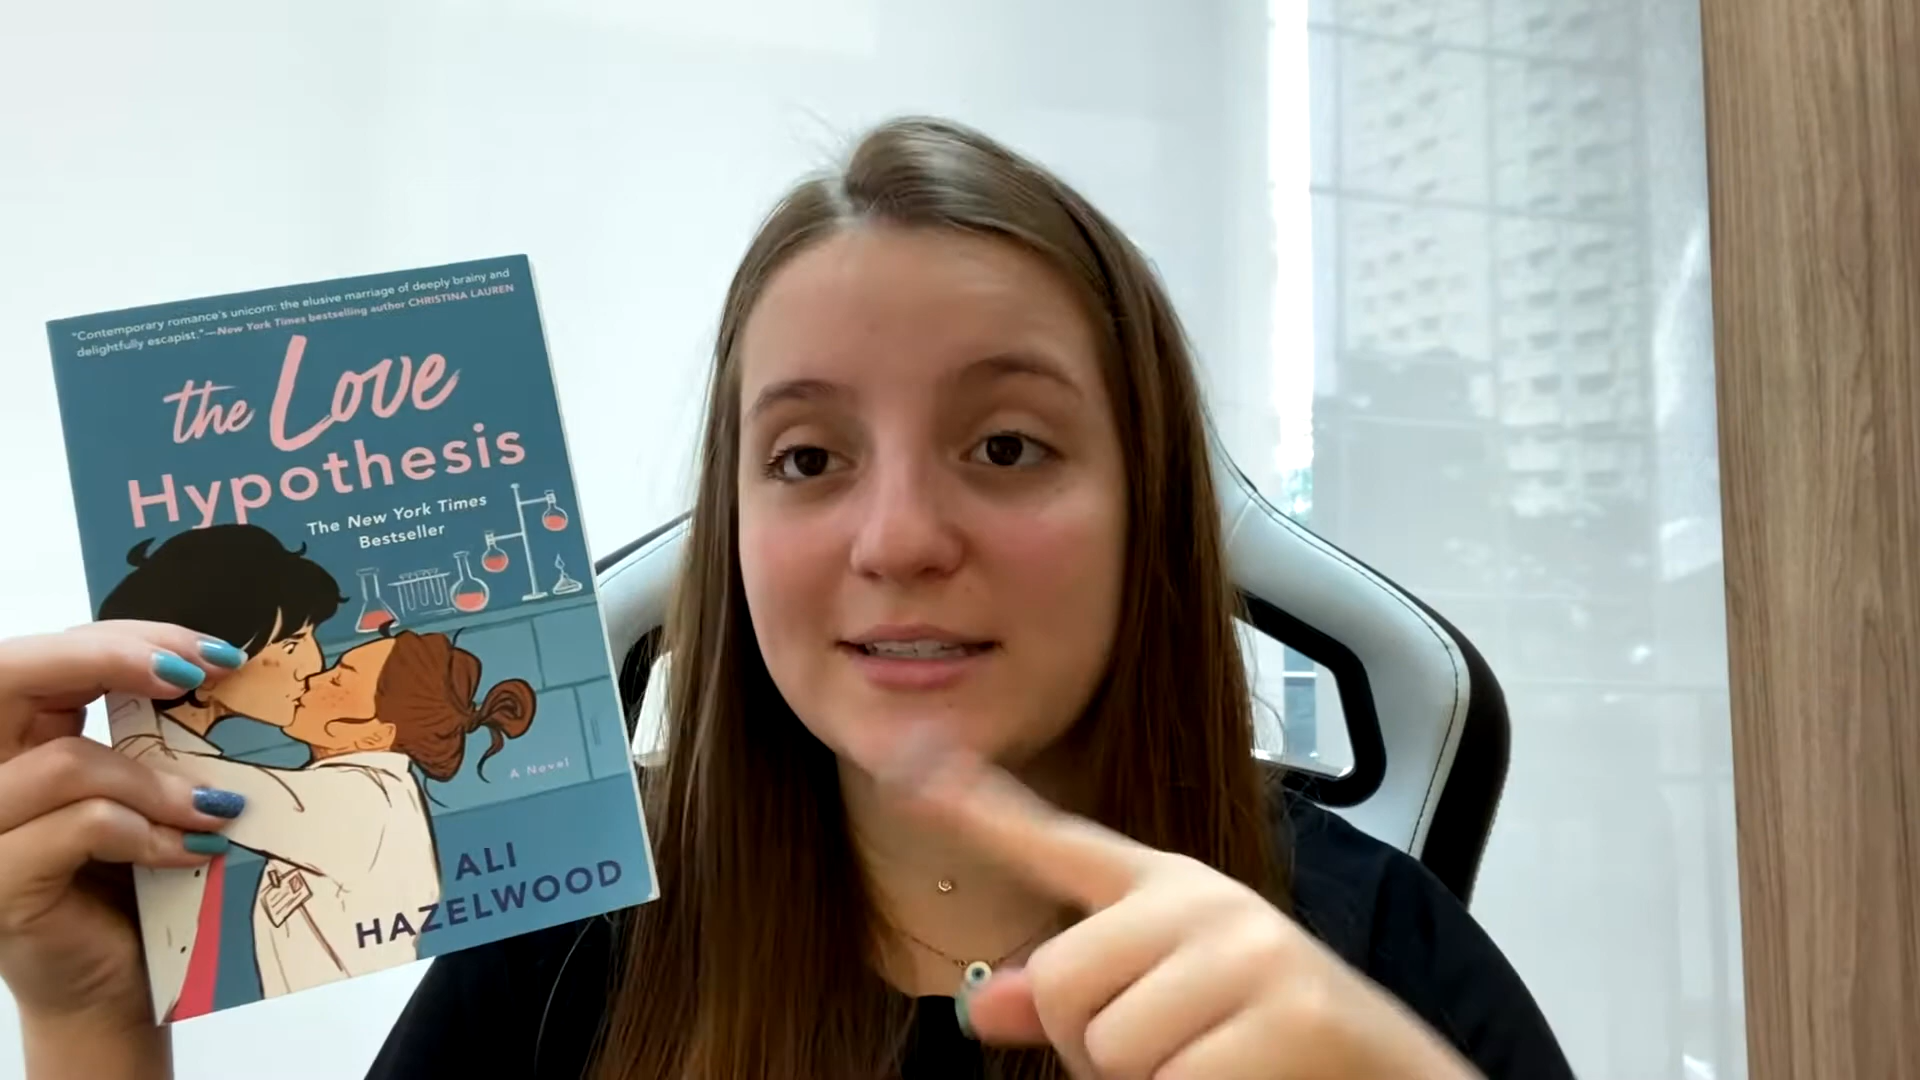 "Contemporary romance's unicorn: the elusive marriage of deeply brainy and
delightfully escapist."—New York Times bestselling author CHRISTINA LAUREN
the Love
Hypothesis
The New York Times
Bestseller
A Novel
ALI
HAZELWOOD